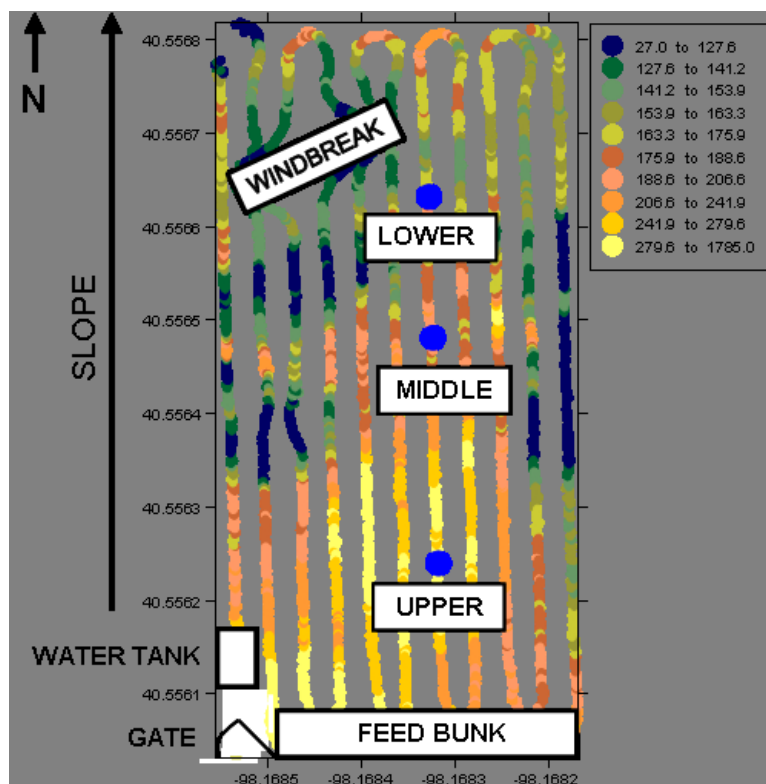 N
SLOPE
40.5568
40.5567
40.5566
40.5565
40.5564
40.5563
40.5562
40.5561
WINDBREAK
LOWER
MIDDLE
UPPER
WATER TANK
GATE
FEED BUNK
-98.1685
-98.1684
-98.1683
-98.1682
27.0 to 127.6
127.6 to 141.2
141.2 to 153.9
153.9 to 163.3
163.3 to 175.9
175.9 to 188.6
188.6 to 206.6
206.6 to 241.9
241.9 to 279.6
279.6 to 1785.0